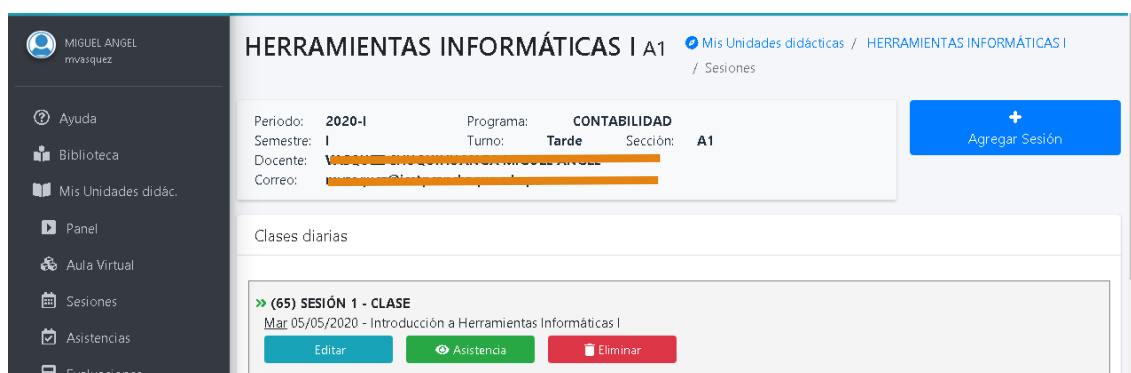 MIGUEL ANGEL
mvasquez
Ayuda
Biblioteca
Mis Unidades didác.
Panel
Aula Virtual
Sesiones
Asistencias
Evaluaciones
HERRAMIENTAS INFORMÁTICAS I A1
Mis Unidades didácticas / HERRAMIENTAS INFORMÁTICAS I
/ Sesiones
Periodo: 2020-I Programa: CONTABILIDAD
Semestre: I Turno: Tarde Sección: A1
Docente:
Correo:
Agregar Sesión
Clases diarias
(65) SESIÓN 1 - CLASE
Mar 05/05/2020 - Introducción a Herramientas Informáticas I
Editar Asistencia Eliminar